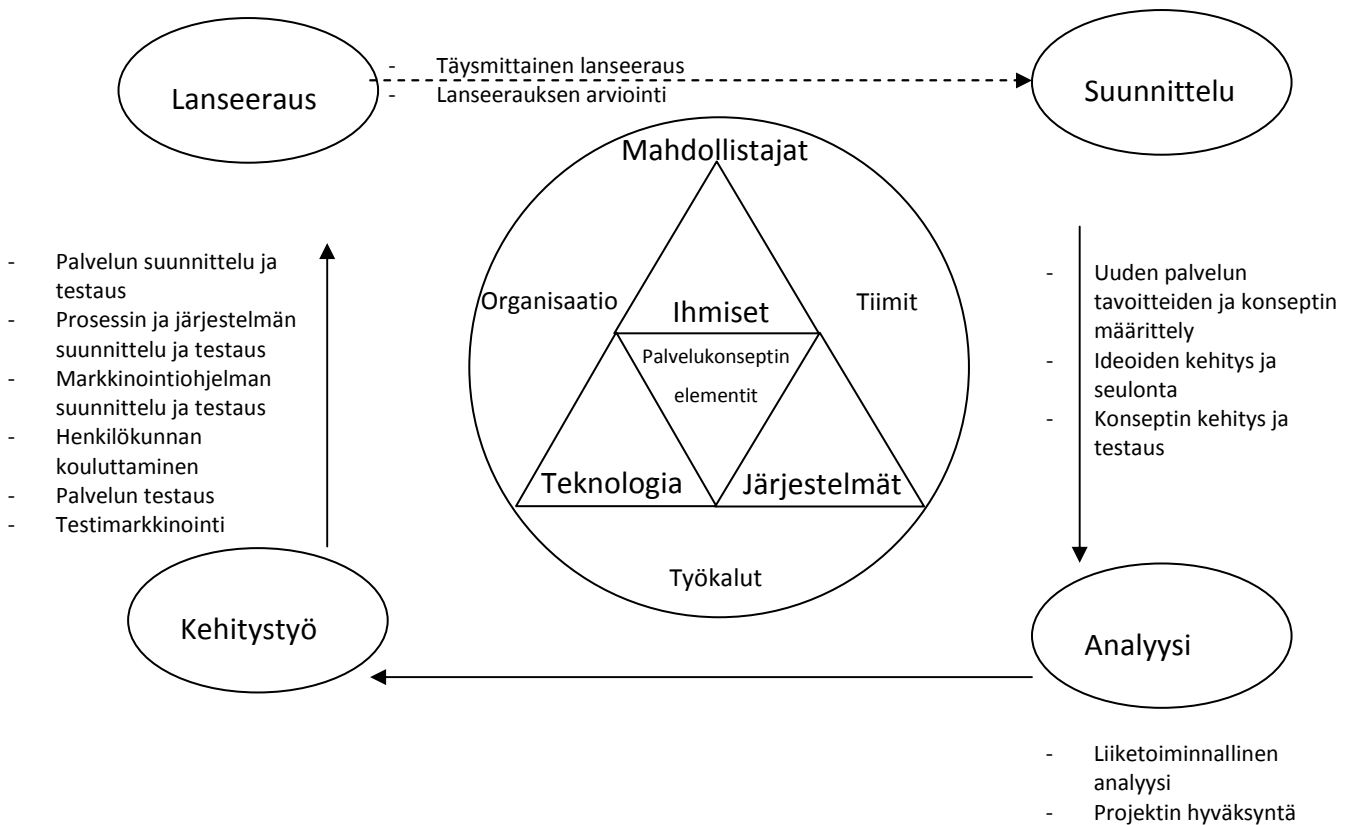 Lanseeraus
- Täysmittainen lanseeraus
- Lanseerauksen arviointi
Suunnittelu
Mahdollistajat
Organisaatio
Tiimit
Ihmiset
Palvelukonseptin
elementit
Teknologia
Järjestelmät
Työkalut
- Uuden palvelun
tavoitteiden ja konseptin
määrittely
- Ideoiden kehitys ja
seulonta
- Konseptin kehitys ja
testaus
Analyysi
- Liiketoiminnallinen
analyysi
- Projektin hyväksyntä
Kehitystyö
- Palvelun suunnittelu ja
testaus
- Prosessin ja järjestelmän
suunnittelu ja testaus
- Markkinointiohjelman
suunnittelu ja testaus
- Henkilökunnan
kouluttaminen
- Palvelun testaus
- Testimarkkinointi